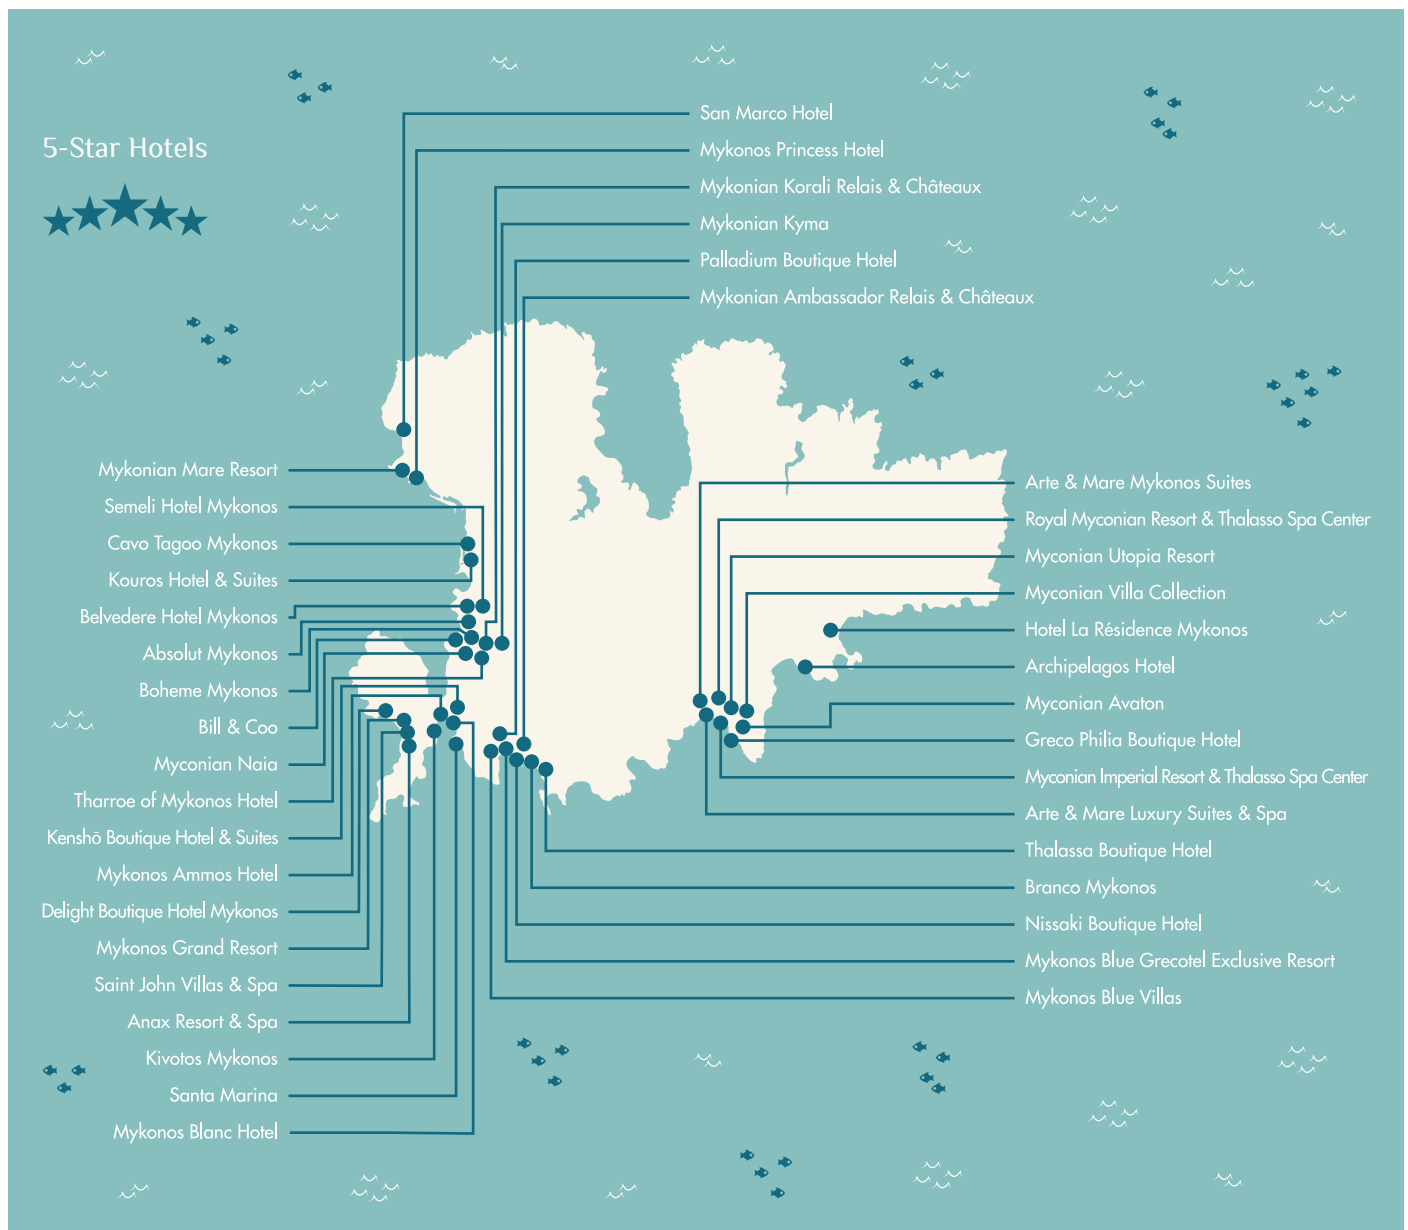 5-Star Hotels
San Marco Hotel
Mykonos Princess Hotel
Mykonian Korali Relais & Châteaux
Mykonian Kyma
Palladium Boutique Hotel
Mykonian Ambassador Relais & Châteaux
Mykonian Mare Resort
Semeli Hotel Mykonos
Cavo Tagoo Mykonos
Kouros Hotel & Suites
Belvedere Hotel Mykonos
Absolut Mykonos
Boheme Mykonos
Bill & Coo
Myconian Naia
Tharroe of Mykonos Hotel
Kenshō Boutique Hotel & Suites
Mykonos Ammos Hotel
Delight Boutique Hotel Mykonos
Mykonos Grand Resort
Saint John Villas & Spa
Anax Resort & Spa
Kivotos Mykonos
Santa Marina
Mykonos Blanc Hotel
Arte & Mare Mykonos Suites
Royal Myconian Resort & Thalasso Spa Center
Myconian Utopia Resort
Myconian Villa Collection
Hotel La Résidence Mykonos
Archipelagos Hotel
Myconian Avaton
Greco Philia Boutique Hotel
Myconian Imperial Resort & Thalasso Spa Center
Arte & Mare Luxury Suites & Spa
Thalassa Boutique Hotel
Branco Mykonos
Nissaki Boutique Hotel
Mykonos Blue Grecotel Exclusive Resort
Mykonos Blue Villas